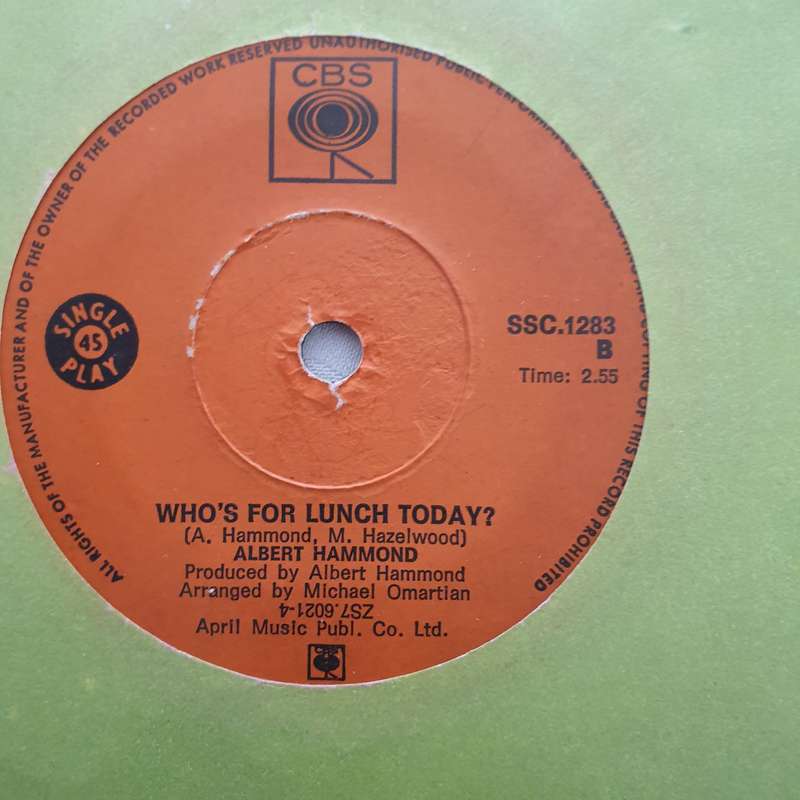 ALL RIGHTS OF THE MANUFACTURER AND OF THE OWNER OF THE RECORDED WORK RESERVED UNAUTHORISED PUBLIC PERFORMANCE COPYING OF THIS RECORD PROHIBITED
CBS
SINGLE
45
PLAY
SSC.1283
B
Time: 2.55
WHO'S FOR LUNCH TODAY?
(A. Hammond, M. Hazelwood)
ALBERT HAMMOND
Produced by Albert Hammond
Arranged by Michael Omartian
ZS7.6021-4
April Music Publ. Co. Ltd.
CBS